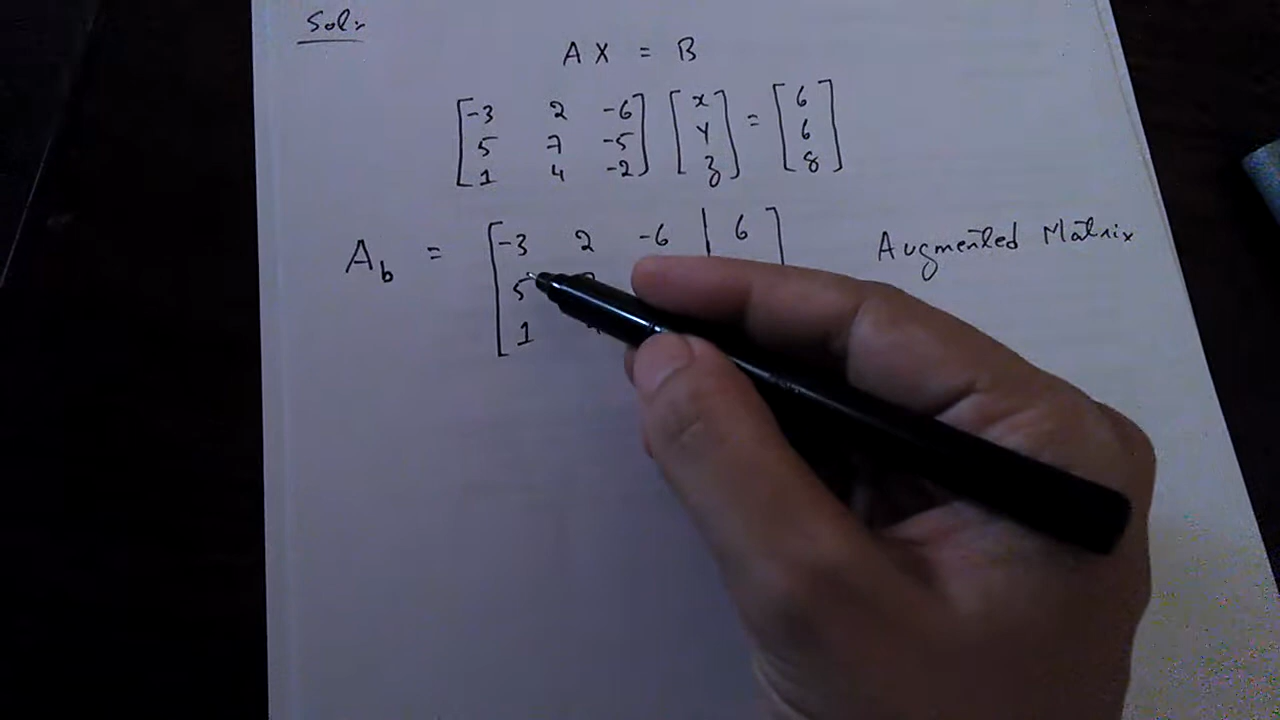 Soln
A X = B
[-3 2 -6] [x] = [6]
[5 7 -5] [y] [6]
[1 4 -2] [z] [8]
A_b = [-3 2 -6 | 6] Augmented Matrix
5
1